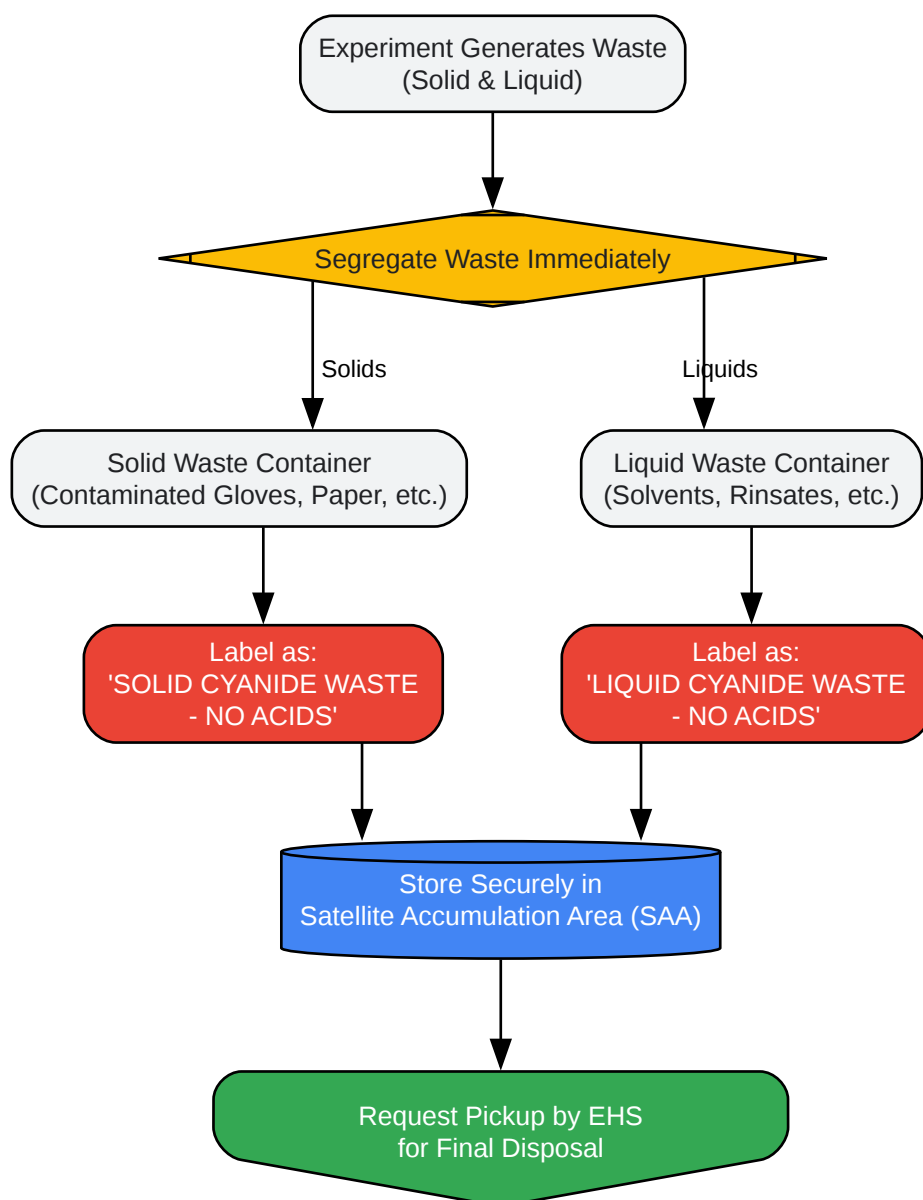 Experiment Generates Waste
(Solid & Liquid)
Segregate Waste Immediately
Solids
Liquids
Solid Waste Container
(Contaminated Gloves, Paper, etc.)
Liquid Waste Container
(Solvents, Rinsates, etc.)
Label as:
'SOLID CYANIDE WASTE
- NO ACIDS'
Label as:
'LIQUID CYANIDE WASTE
- NO ACIDS'
Store Securely in
Satellite Accumulation Area (SAA)
Request Pickup by EHS
for Final Disposal